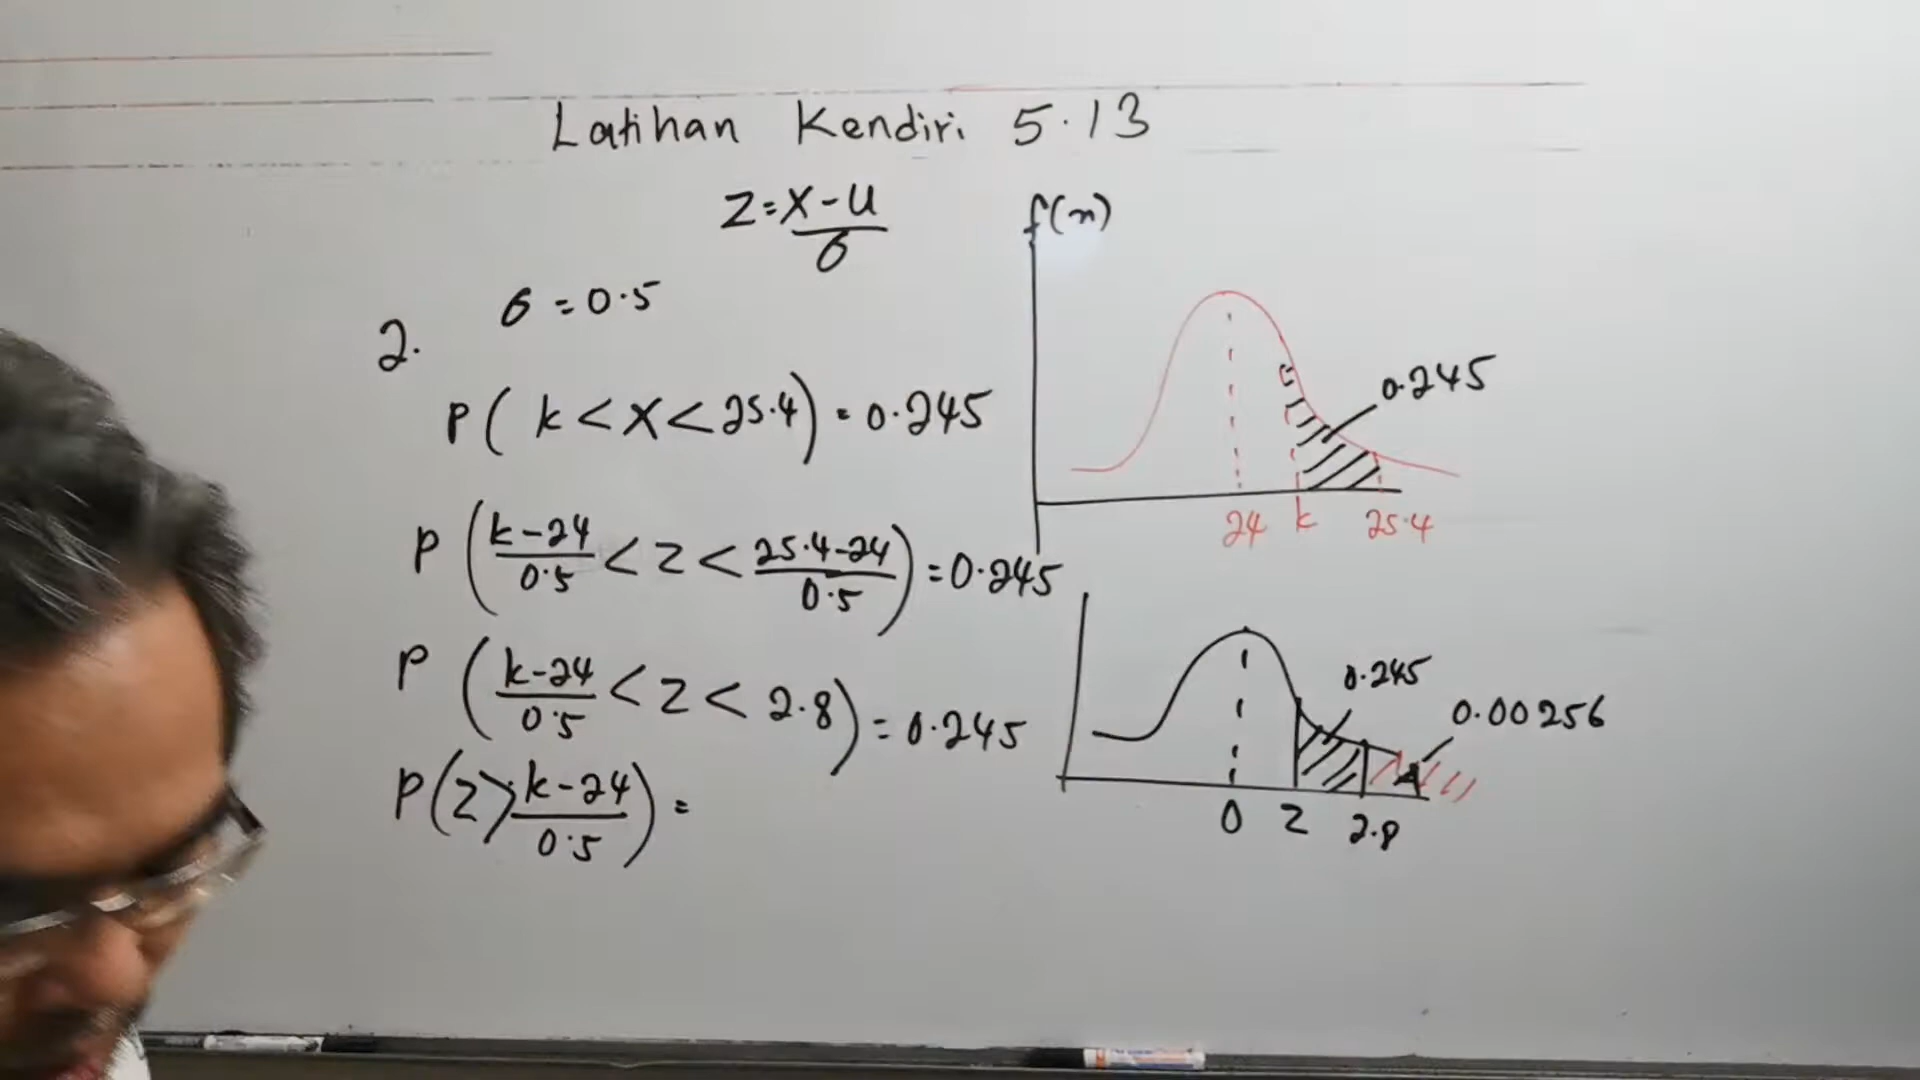 Latihan Kendiri 5.13
z = x - u / σ
σ = 0.5
2.
P( k < X < 25.4 ) = 0.245
P( k-24 / 0.5 < Z < 25.4-24 / 0.5 ) = 0.245
P( k-24 / 0.5 < Z < 2.8 ) = 0.245
P( Z > k-24 / 0.5 ) =
f(x)
0.245
24 k 25.4
0.245
0.00256
0 Z 2.8